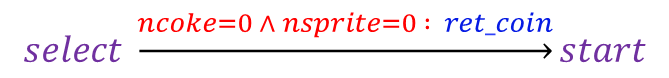 ncoke=0 ∧ nsprite=0 : ret_coin
select start